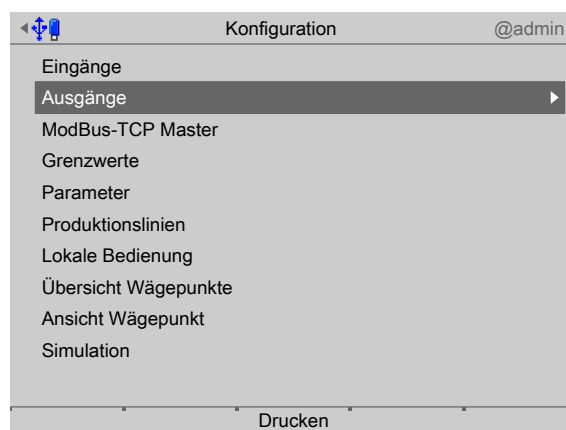 Konfiguration @admin
Eingänge
Ausgänge
ModBus-TCP Master
Grenzwerte
Parameter
Produktionslinien
Lokale Bedienung
Übersicht Wägepunkte
Ansicht Wägepunkt
Simulation
Drucken